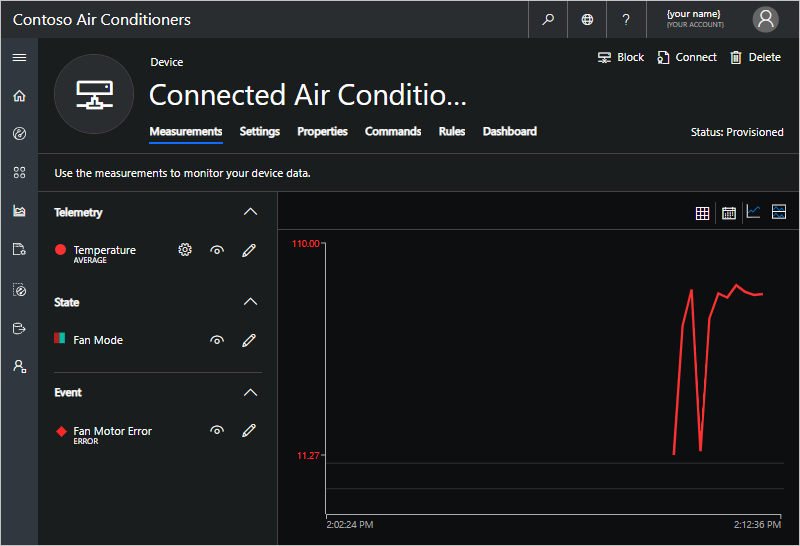 Contoso Air Conditioners
?
{your name}
{YOUR ACCOUNT}
Device
Connected Air Conditio...
Block
Connect
Delete
Measurements
Settings
Properties
Commands
Rules
Dashboard
Status: Provisioned
Use the measurements to monitor your device data.
Telemetry
Temperature
AVERAGE
State
Fan Mode
Event
Fan Motor Error
ERROR
110.00
11.27
2:02:24 PM
2:12:36 PM